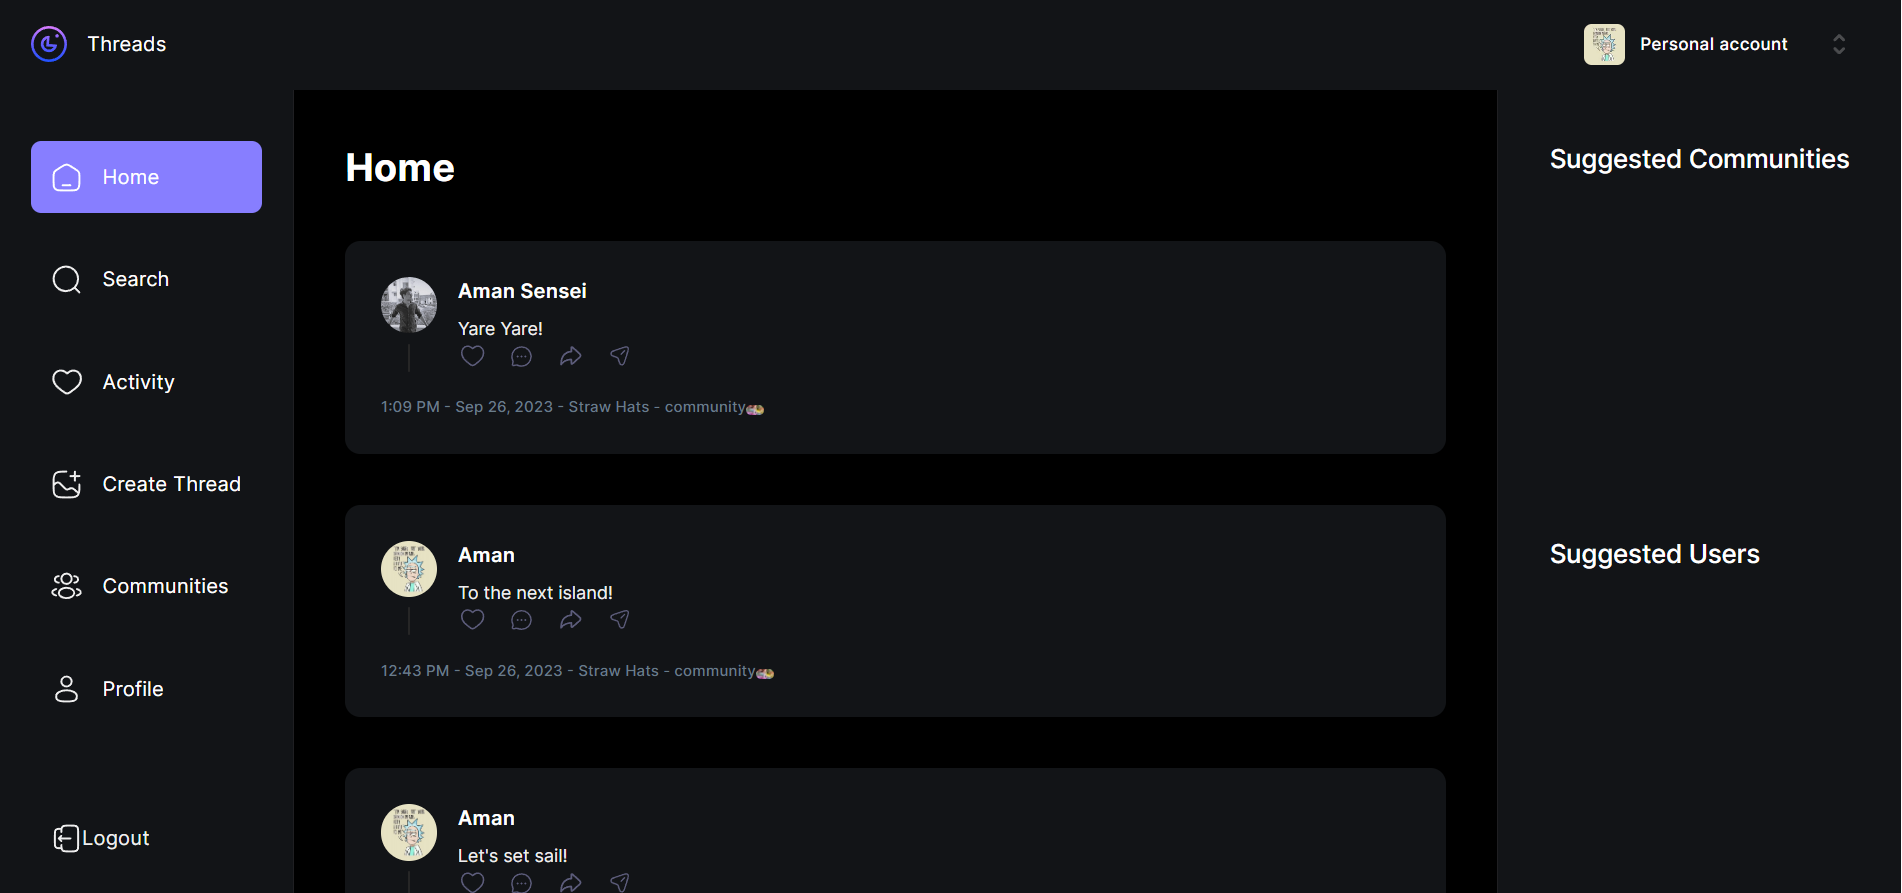 Threads
Personal account
Home
Search
Activity
Create Thread
Communities
Profile
Logout
Home
Aman Sensei
Yare Yare!
1:09 PM - Sep 26, 2023 - Straw Hats - community
Aman
To the next island!
12:43 PM - Sep 26, 2023 - Straw Hats - community
Aman
Let's set sail!
Suggested Communities
Suggested Users